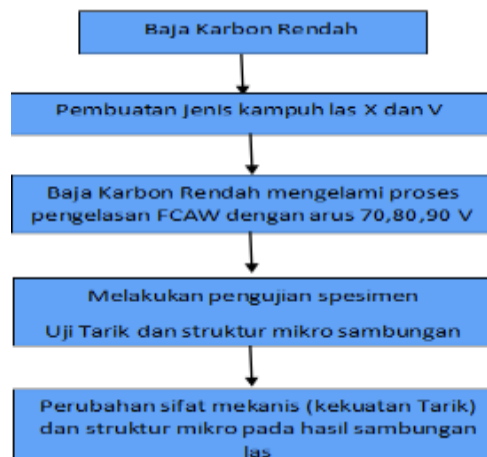 Baja Karbon Rendah
Pembuatan jenis kampuh las X dan V
Baja Karbon Rendah mengelami proses
pengelasan FCAW dengan arus 70,80,90 V
Melakukan pengujian spesimen
Uji Tarik dan struktur mikro sambungan
Perubahan sifat mekanis (kekuatan Tarik)
dan struktur mikro pada hasil sambungan
las